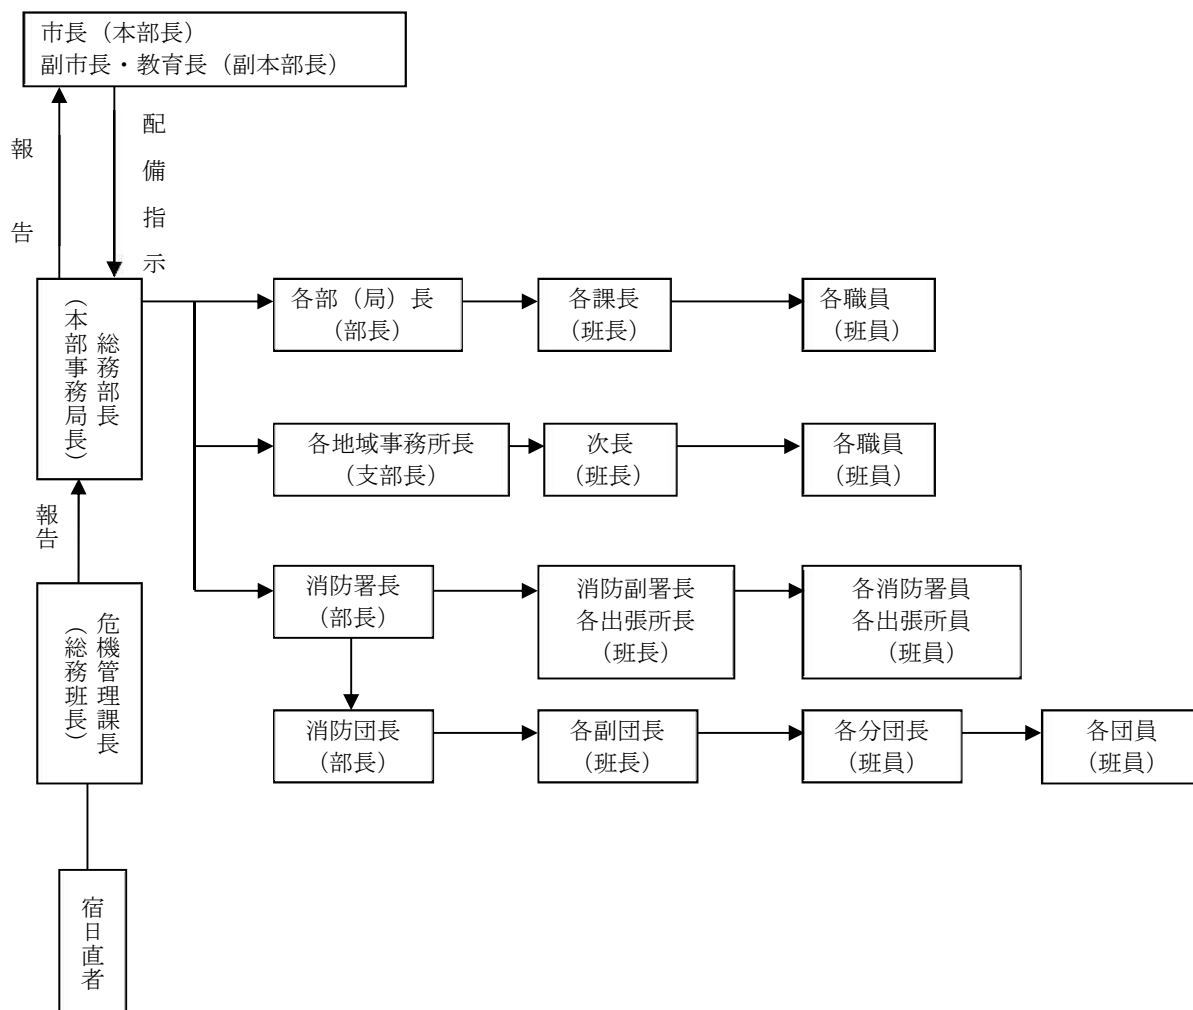 市長（本部長）
副市長・教育長（副本部長）
報告
配備指示
総務部長
（本部事務局長）
各部（局）長
（部長）
各課長
（班長）
各職員
（班員）
各地域事務所長
（支部長）
次長
（班長）
各職員
（班員）
報告
危機管理課長
（総務班長）
消防署長
（部長）
消防副署長
各出張所長
（班長）
各消防署員
各出張所員
（班員）
消防団長
（部長）
各副団長
（班長）
各分団長
（班員）
各団員
（班員）
宿日直者